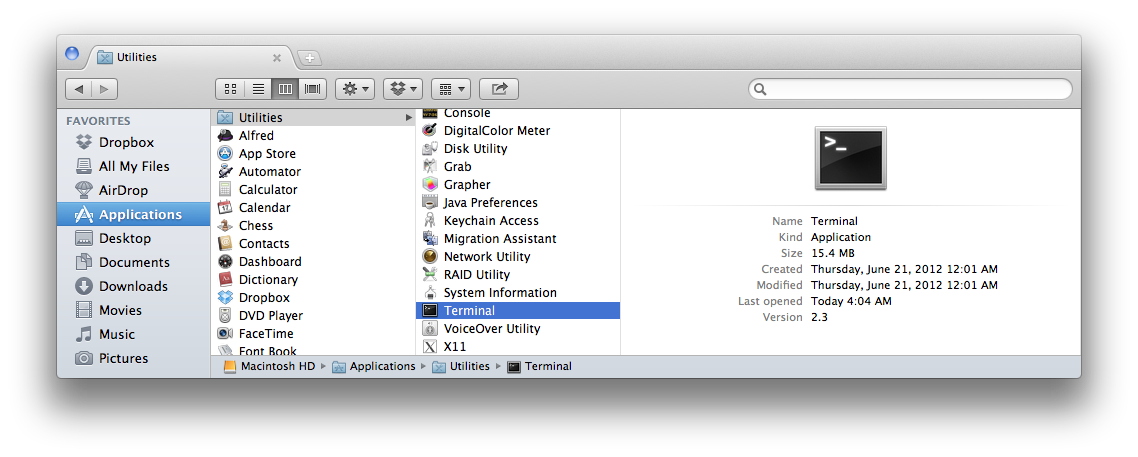 Utilities
FAVORITES
Dropbox
All My Files
AirDrop
Applications
Desktop
Documents
Downloads
Movies
Music
Pictures
Utilities
Alfred
App Store
Automator
Calculator
Calendar
Chess
Contacts
Dashboard
Dictionary
Dropbox
DVD Player
FaceTime
Font Book
Console
DigitalColor Meter
Disk Utility
Grab
Grapher
Java Preferences
Keychain Access
Migration Assistant
Network Utility
RAID Utility
System Information
Terminal
VoiceOver Utility
X11
Name Terminal
Kind Application
Size 15.4 MB
Created Thursday, June 21, 2012 12:01 AM
Modified Thursday, June 21, 2012 12:01 AM
Last opened Today 4:04 AM
Version 2.3
Macintosh HD ▸ Applications ▸ Utilities ▸ Terminal